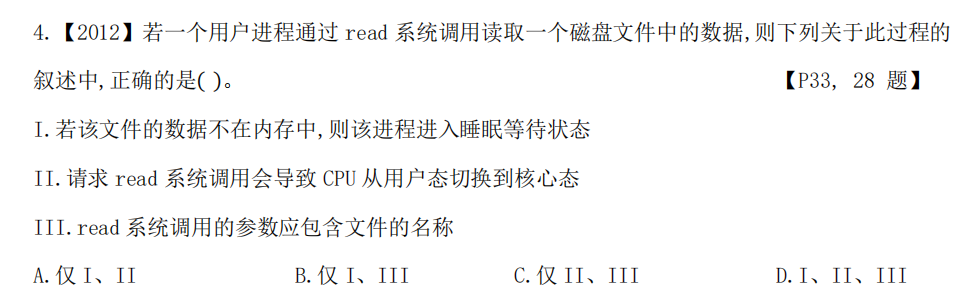 4.【2012】若一个用户进程通过 read 系统调用读取一个磁盘文件中的数据,则下列关于此过程的
叙述中,正确的是( )。 【P33, 28 题】
I.若该文件的数据不在内存中,则该进程进入睡眠等待状态
II.请求 read 系统调用会导致 CPU 从用户态切换到核心态
III.read 系统调用的参数应包含文件的名称
A.仅 I、II B.仅 I、III C.仅 II、III D.I、II、III